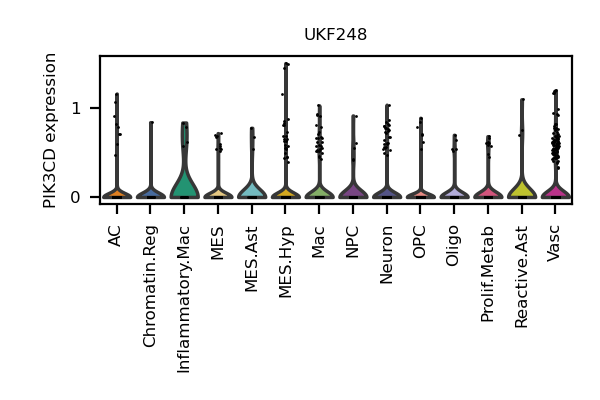 UKF248
PIK3CD expression
1
0
AC
Chromatin.Reg
Inflammatory.Mac
MES
MES.Ast
MES.Hyp
Mac
NPC
Neuron
OPC
Oligo
Prolif.Metab
Reactive.Ast
Vasc